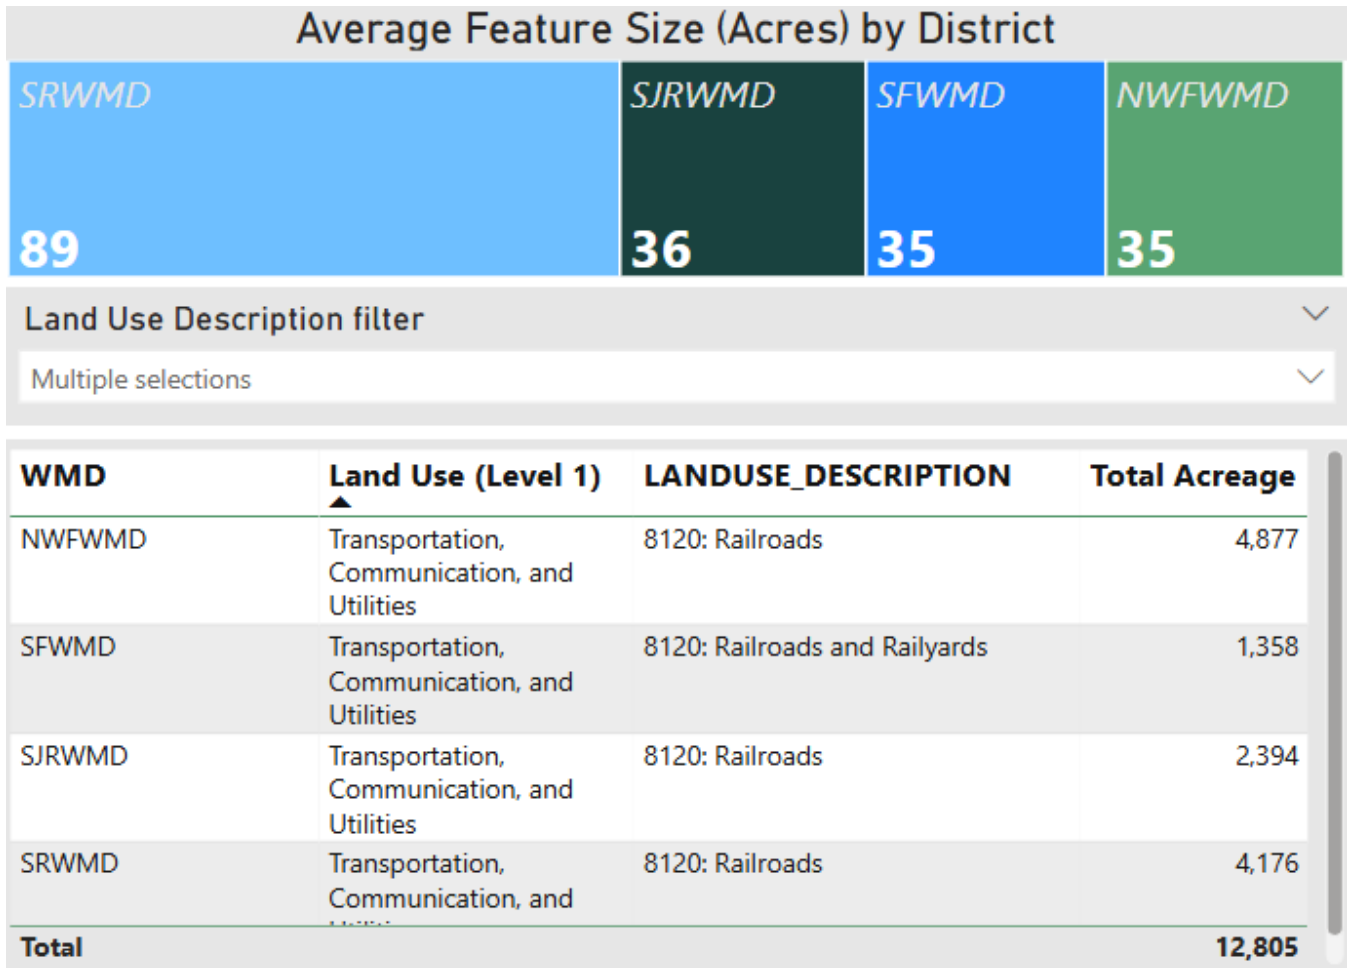 Average Feature Size (Acres) by District
SRWMD SJRWMD SFWMD NWFWMD
89 36 35 35
Land Use Description filter
Multiple selections
WMD Land Use (Level 1) LANDUSE_DESCRIPTION Total Acreage
NWFWMD Transportation, 8120: Railroads 4,877
Communication, and
Utilities
SFWMD Transportation, 8120: Railroads and Railyards 1,358
Communication, and
Utilities
SJRWMD Transportation, 8120: Railroads 2,394
Communication, and
Utilities
SRWMD Transportation, 8120: Railroads 4,176
Communication, and
Total 12,805